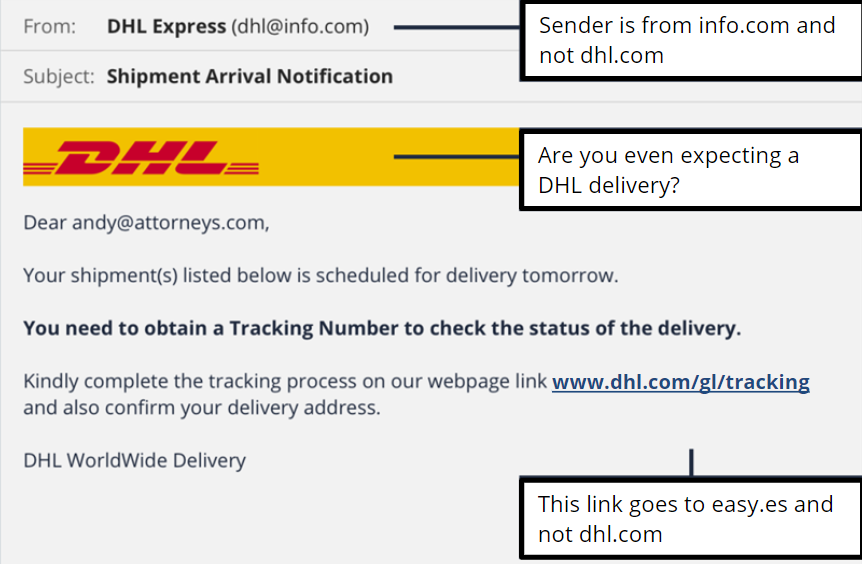 From: DHL Express (dhl@info.com)
Sender is from info.com and
not dhl.com
Subject: Shipment Arrival Notification
DHL
Are you even expecting a
DHL delivery?
Dear andy@attorneys.com,
Your shipment(s) listed below is scheduled for delivery tomorrow.
You need to obtain a Tracking Number to check the status of the delivery.
Kindly complete the tracking process on our webpage link www.dhl.com/gl/tracking
and also confirm your delivery address.
DHL WorldWide Delivery
This link goes to easy.es and
not dhl.com